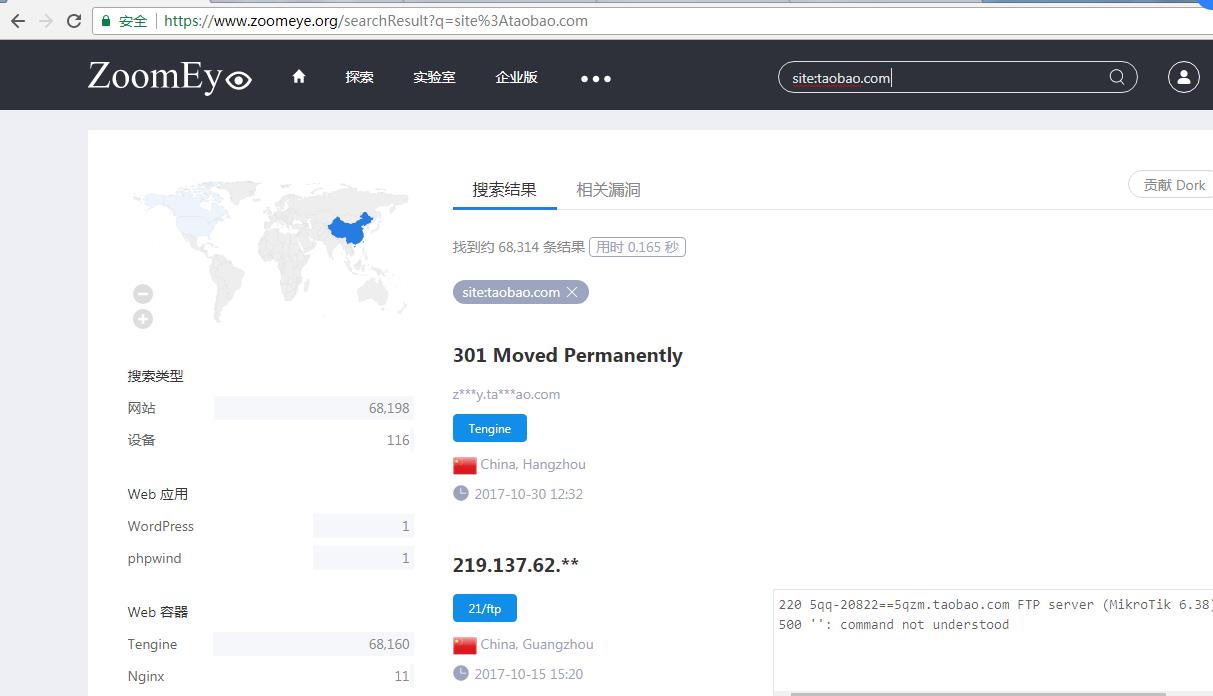 安全 https://www.zoomeye.org/searchResult?q=site%3Ataobao.com
ZoomEye 探索 实验室 企业版 site:taobao.com
搜索结果 相关漏洞 贡献 Dork
找到约 68,314 条结果 用时 0.165 秒
site:taobao.com
301 Moved Permanently
z***y.ta***ao.com
Tengine
China, Hangzhou
2017-10-30 12:32
219.137.62.**
21/ftp
China, Guangzhou
2017-10-15 15:20
220 5qq-20822==5qzm.taobao.com FTP server (MikroTik 6.38)
500 '': command not understood
搜索类型
网站 68,198
设备 116
Web 应用
WordPress 1
phpwind 1
Web 容器
Tengine 68,160
Nginx 11